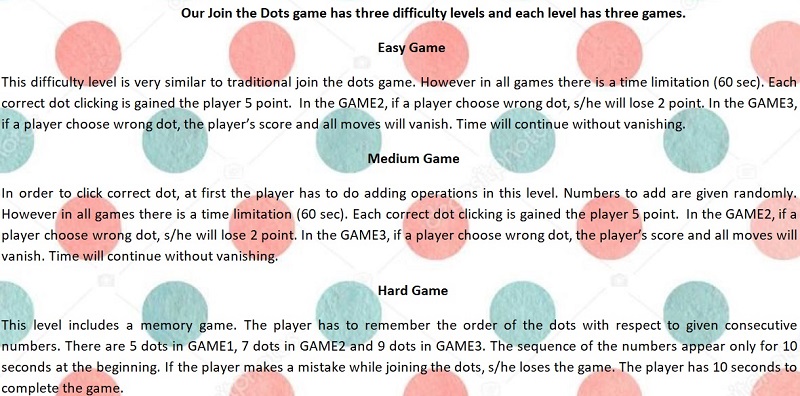 Our Join the Dots game has three difficulty levels and each level has three games.
Easy Game
This difficulty level is very similar to traditional join the dots game. However in all games there is a time limitation (60 sec). Each
correct dot clicking is gained the player 5 point. In the GAME2, if a player choose wrong dot, s/he will lose 2 point. In the GAME3,
if a player choose wrong dot, the player's score and all moves will vanish. Time will continue without vanishing.
Medium Game
In order to click correct dot, at first the player has to do adding operations in this level. Numbers to add are given randomly.
However in all games there is a time limitation (60 sec). Each correct dot clicking is gained the player 5 point. In the GAME2, if a
player choose wrong dot, s/he will lose 2 point. In the GAME3, if a player choose wrong dot, the player's score and all moves will
vanish. Time will continue without vanishing.
Hard Game
This level includes a memory game. The player has to remember the order of the dots with respect to given consecutive
numbers. There are 5 dots in GAME1, 7 dots in GAME2 and 9 dots in GAME3. The sequence of the numbers appear only for 10
seconds at the beginning. If the player makes a mistake while joining the dots, s/he loses the game. The player has 10 seconds to
complete the game.